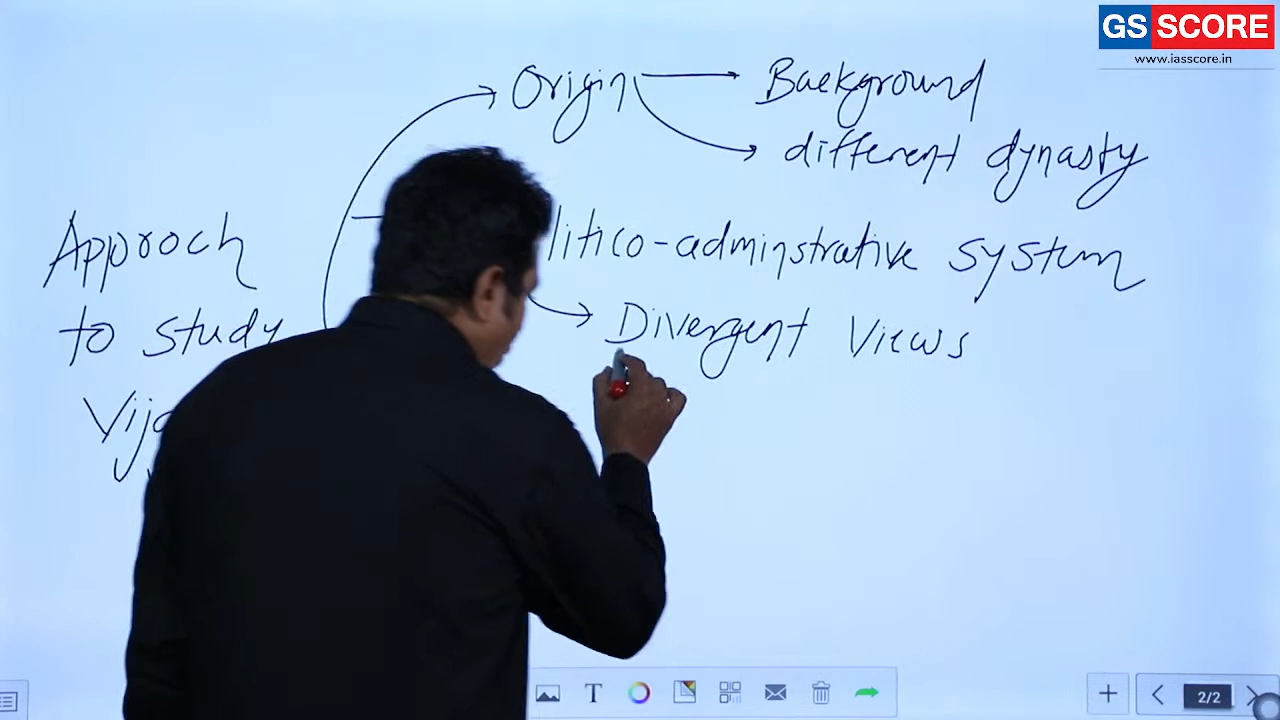 GS SCORE
www.iasscore.in
Origin
Background
different dynasty
Approch
litico-adminstrative system
to study
Divergent Views
Vija
2/2